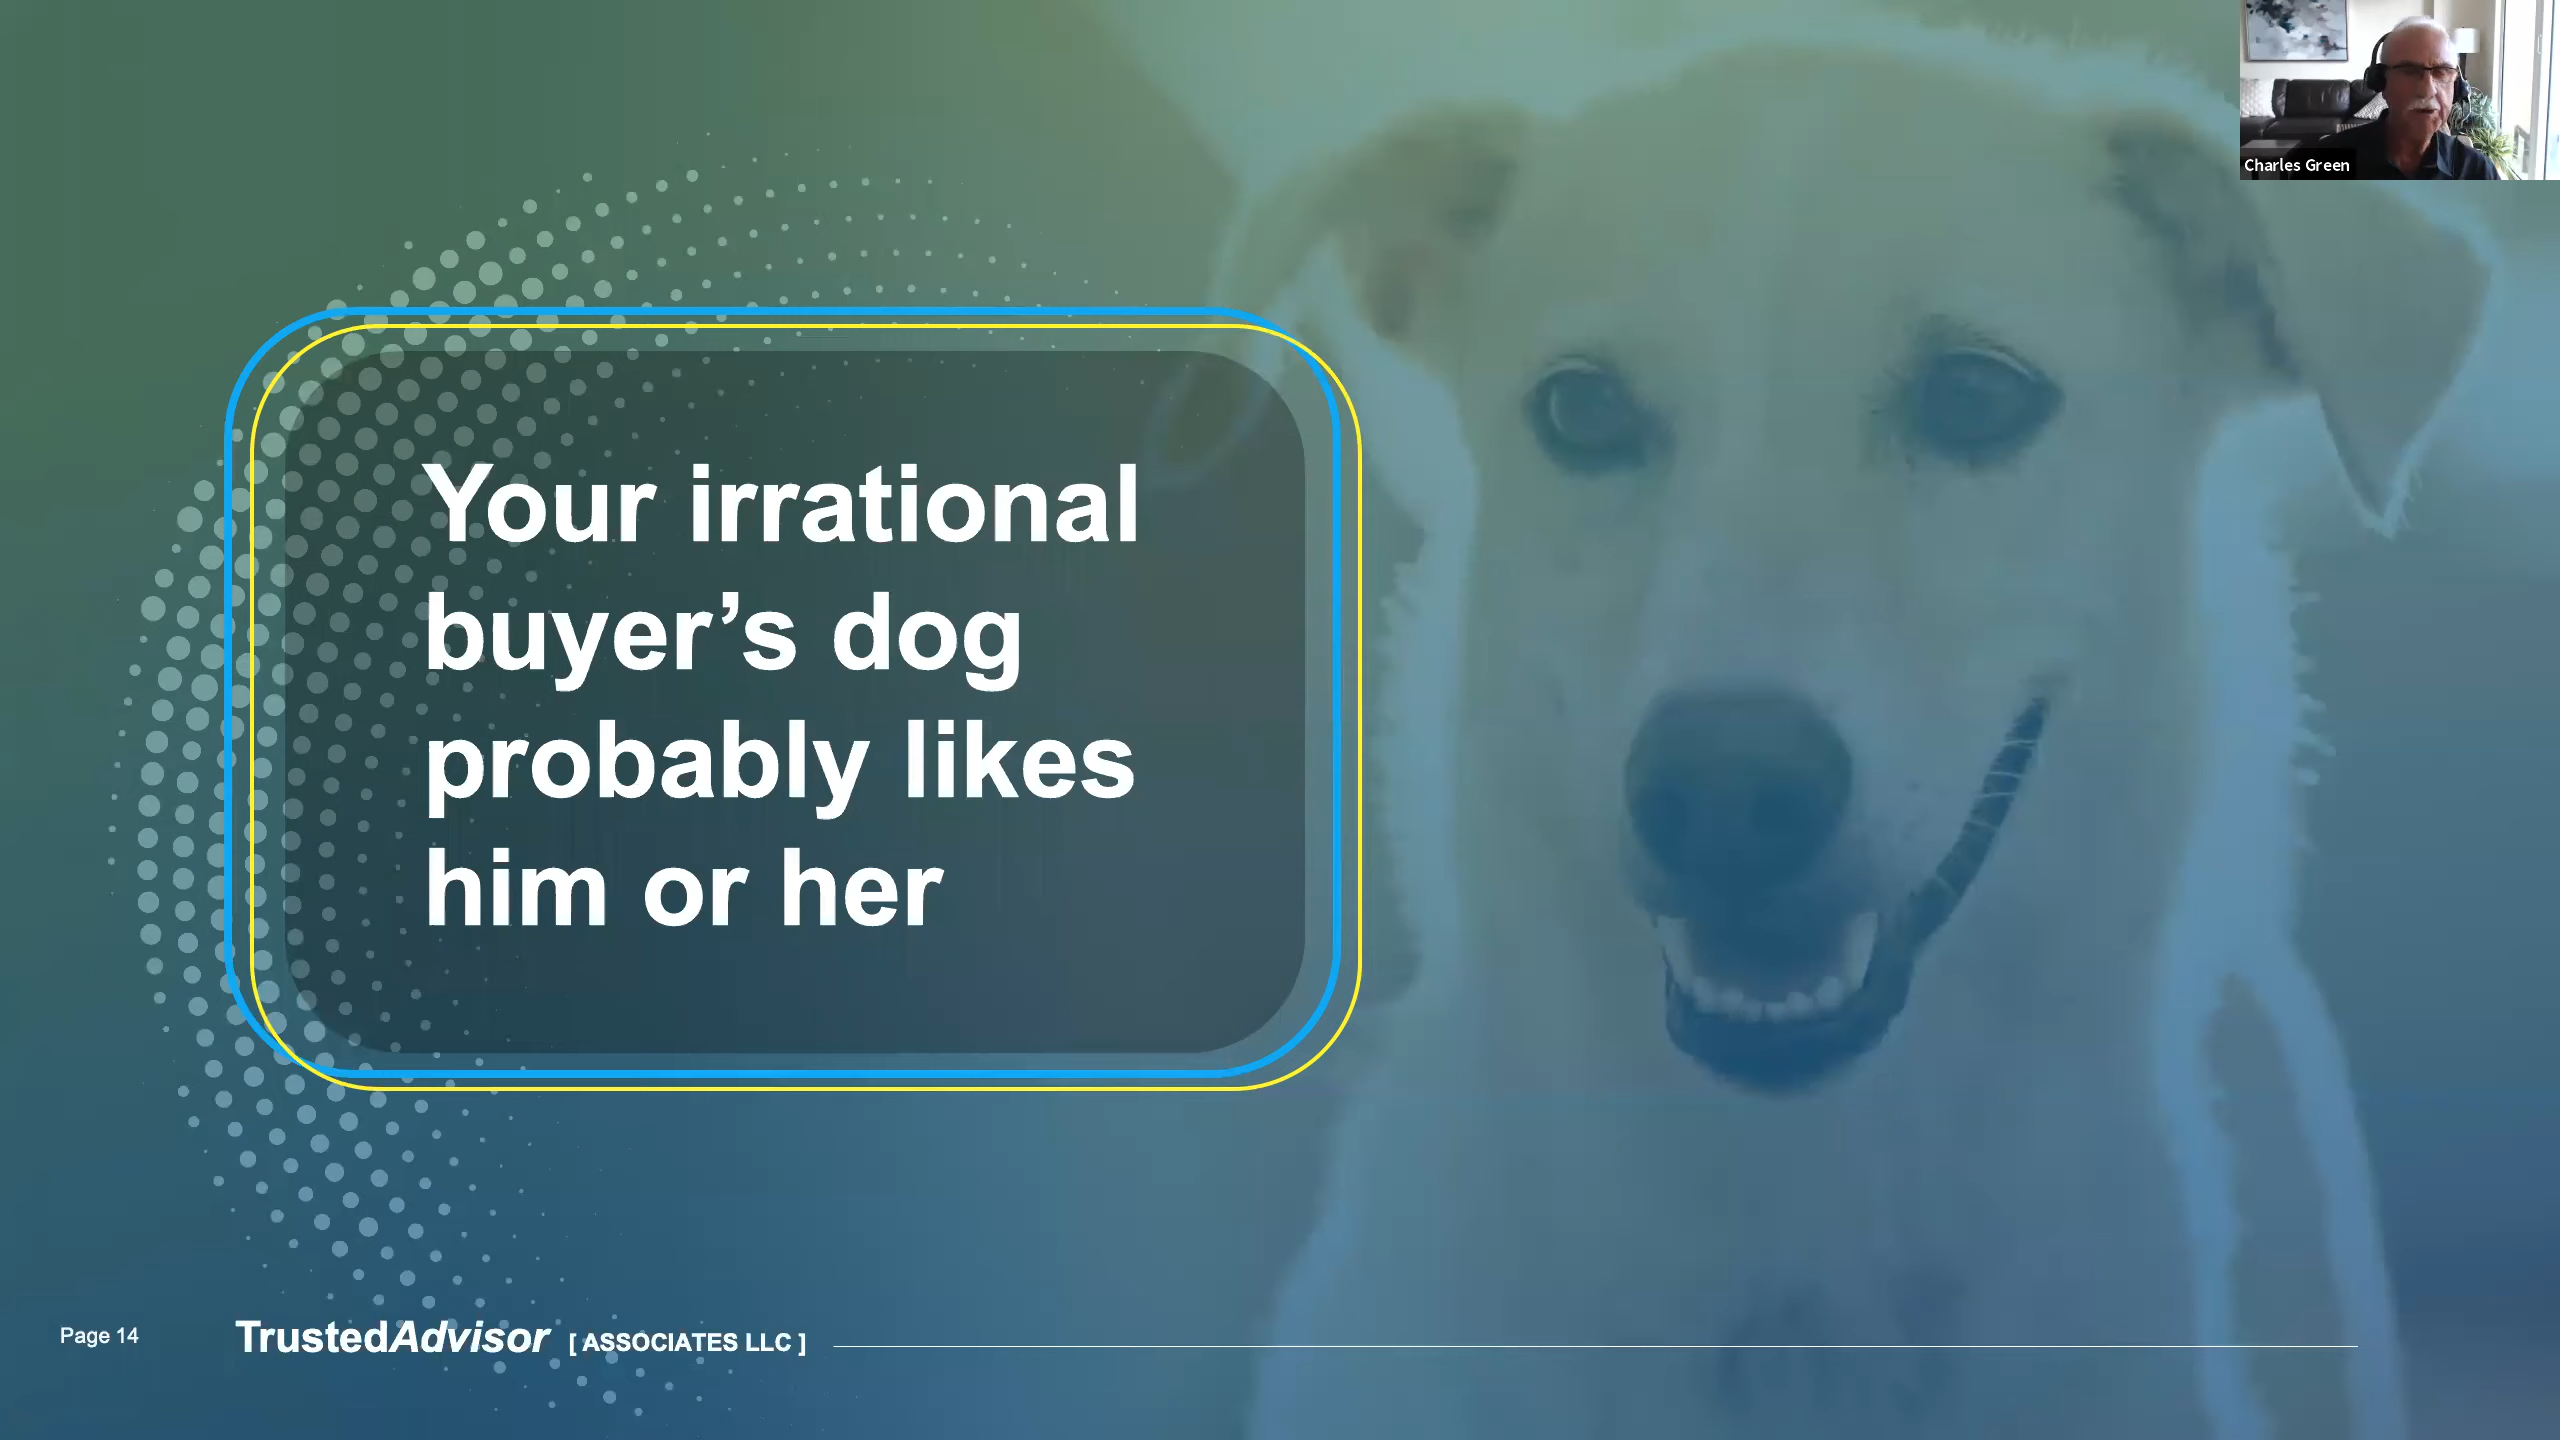 Charles Green
Your irrational
buyer’s dog
probably likes
him or her
Page 14
TrustedAdvisor [ ASSOCIATES LLC ]